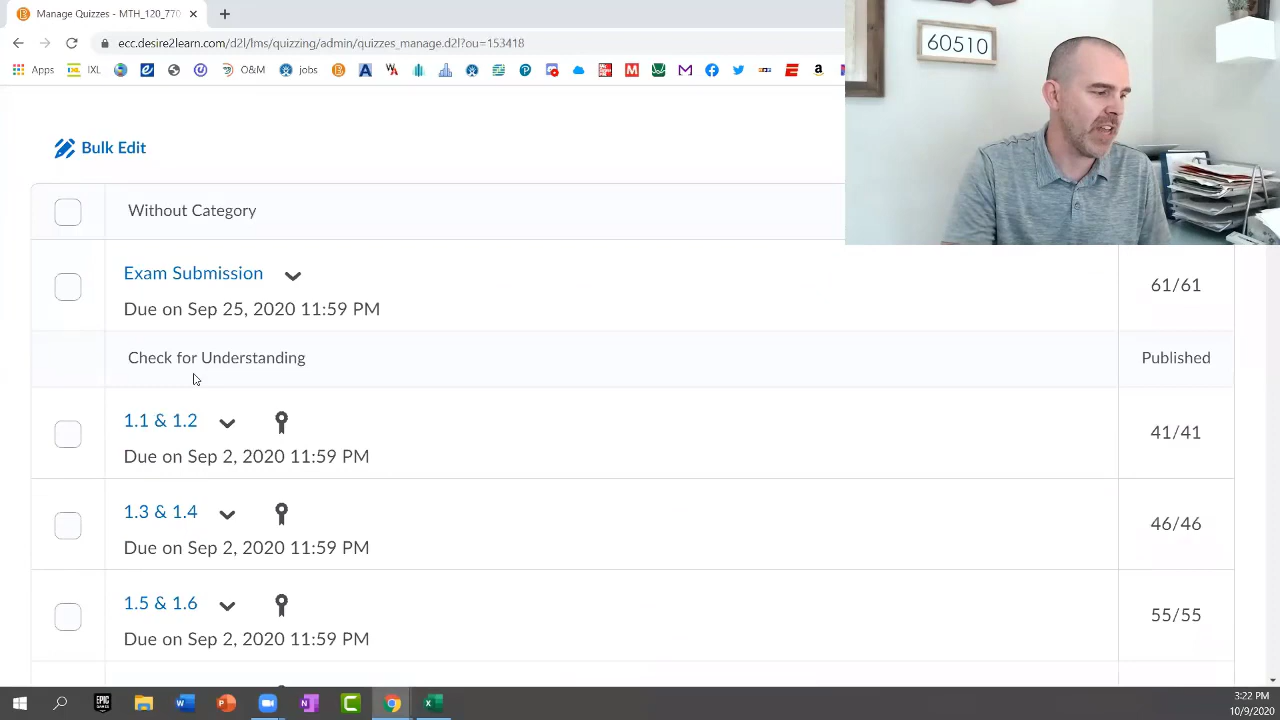 Manage Quizzes - MTH_120_770
ecc.desire2learn.com/d2l/lms/quizzing/admin/quizzes_manage.d2l?ou=153418
Apps
IXL
O&M
jobs
60510
Bulk Edit
Without Category
Exam Submission
61/61
Due on Sep 25, 2020 11:59 PM
Check for Understanding
Published
1.1 & 1.2
41/41
Due on Sep 2, 2020 11:59 PM
1.3 & 1.4
46/46
Due on Sep 2, 2020 11:59 PM
1.5 & 1.6
55/55
Due on Sep 2, 2020 11:59 PM
3:22 PM
10/9/2020